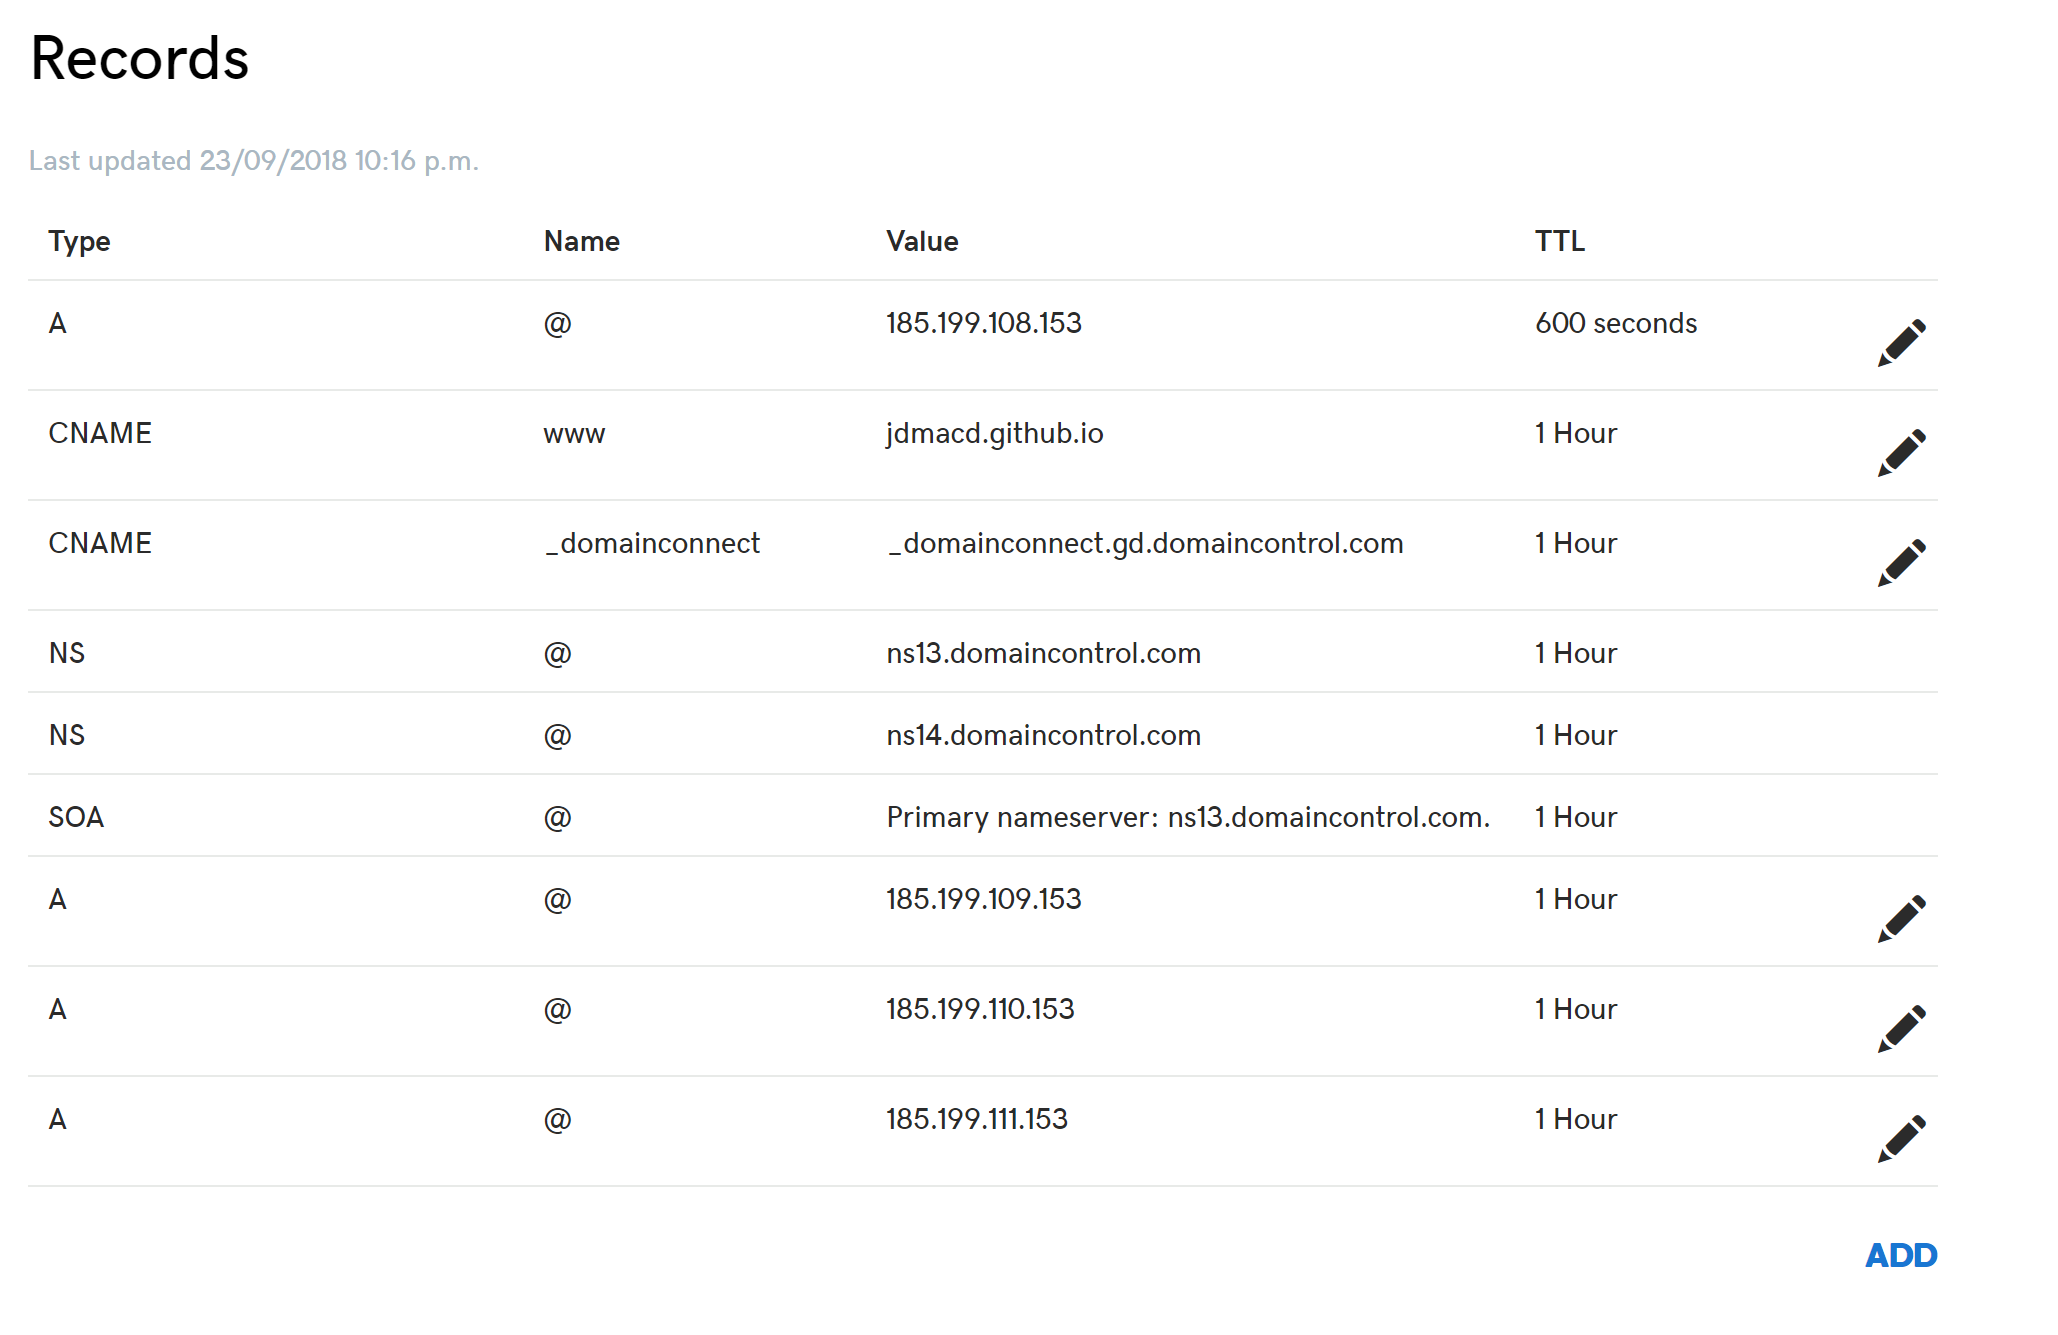 Records
Last updated 23/09/2018 10:16 p.m.
Type Name Value TTL
A @ 185.199.108.153 600 seconds
CNAME www jdmacd.github.io 1 Hour
CNAME _domainconnect _domainconnect.gd.domaincontrol.com 1 Hour
NS @ ns13.domaincontrol.com 1 Hour
NS @ ns14.domaincontrol.com 1 Hour
SOA @ Primary nameserver: ns13.domaincontrol.com. 1 Hour
A @ 185.199.109.153 1 Hour
A @ 185.199.110.153 1 Hour
A @ 185.199.111.153 1 Hour
ADD